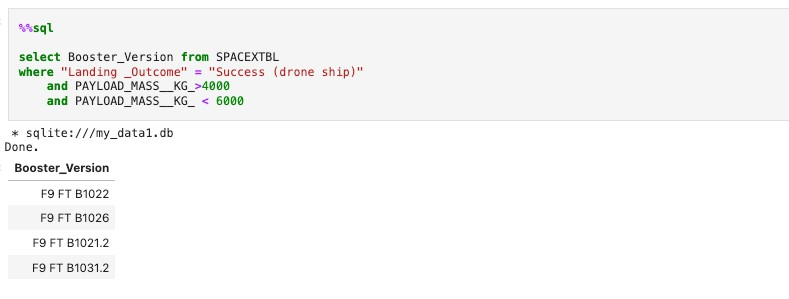 %%sql
select Booster_Version from SPACEXTBL
where "Landing _Outcome" = "Success (drone ship)"
and PAYLOAD_MASS__KG_>4000
and PAYLOAD_MASS__KG_ < 6000
* sqlite:///my_data1.db
Done.
Booster_Version
F9 FT B1022
F9 FT B1026
F9 FT B1021.2
F9 FT B1031.2